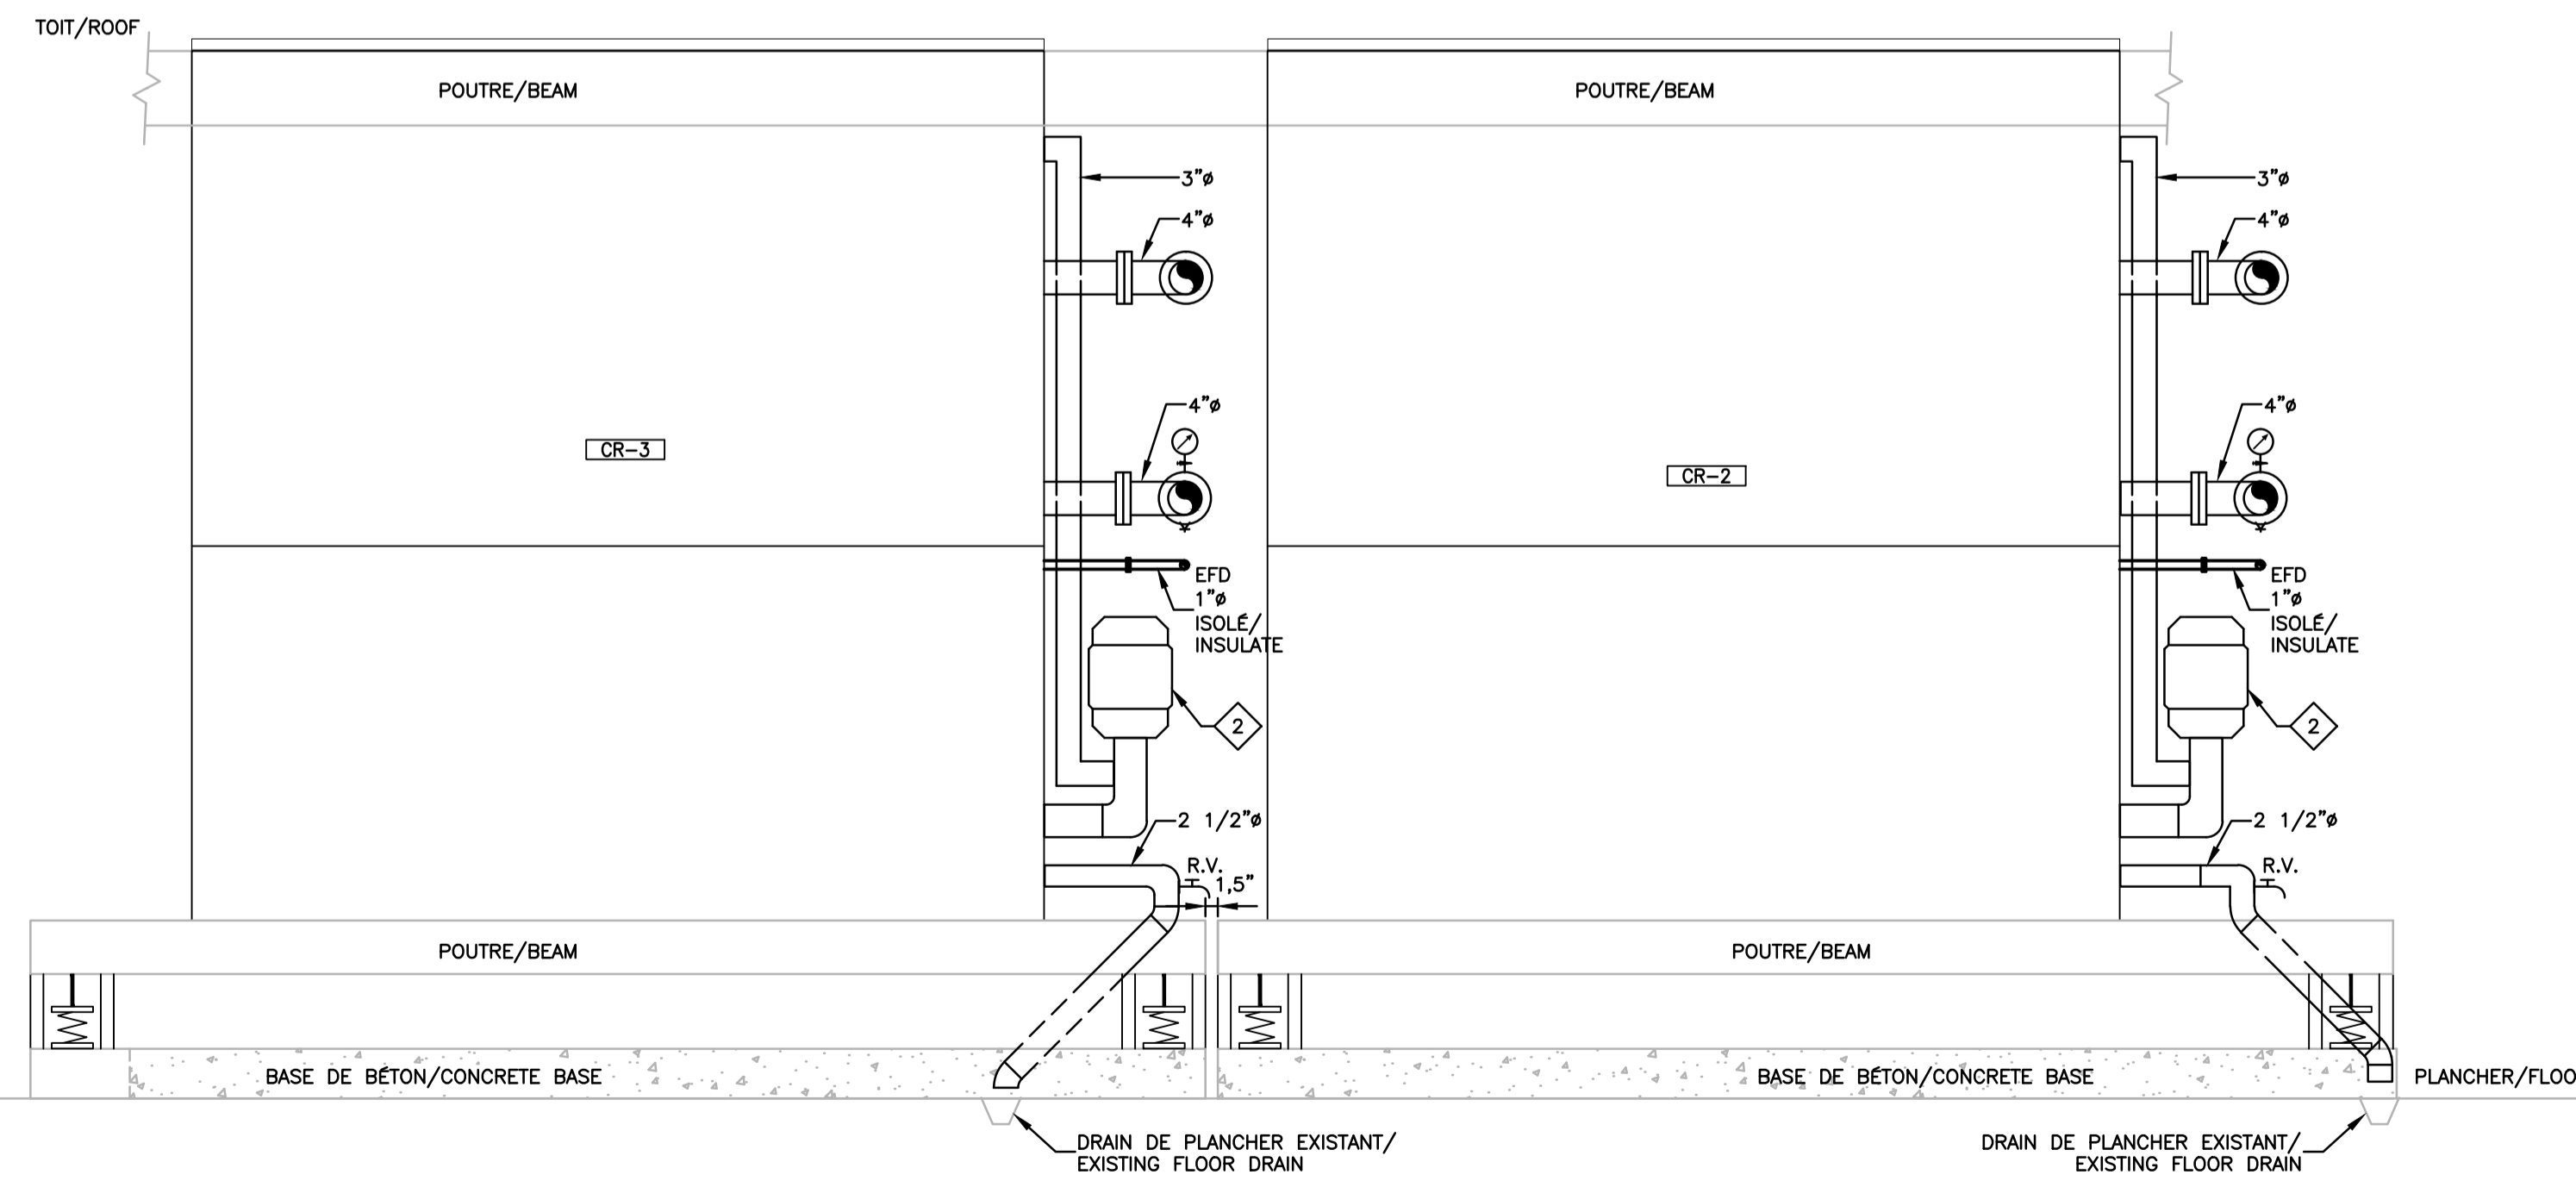 TOIT/ROOF
POUTRE/BEAM
POUTRE/BEAM
3"ø
4"ø
3"ø
4"ø
4"ø
4"ø
CR-3
CR-2
EFD
1"ø
ISOLÉ/
INSULATE
EFD
1"ø
ISOLÉ/
INSULATE
2
2
2 1/2"ø
2 1/2"ø
R.V.
1,5"
R.V.
POUTRE/BEAM
POUTRE/BEAM
BASE DE BÉTON/CONCRETE BASE
BASE DE BÉTON/CONCRETE BASE
PLANCHER/FLOO
DRAIN DE PLANCHER EXISTANT/
EXISTING FLOOR DRAIN
DRAIN DE PLANCHER EXISTANT/
EXISTING FLOOR DRAIN